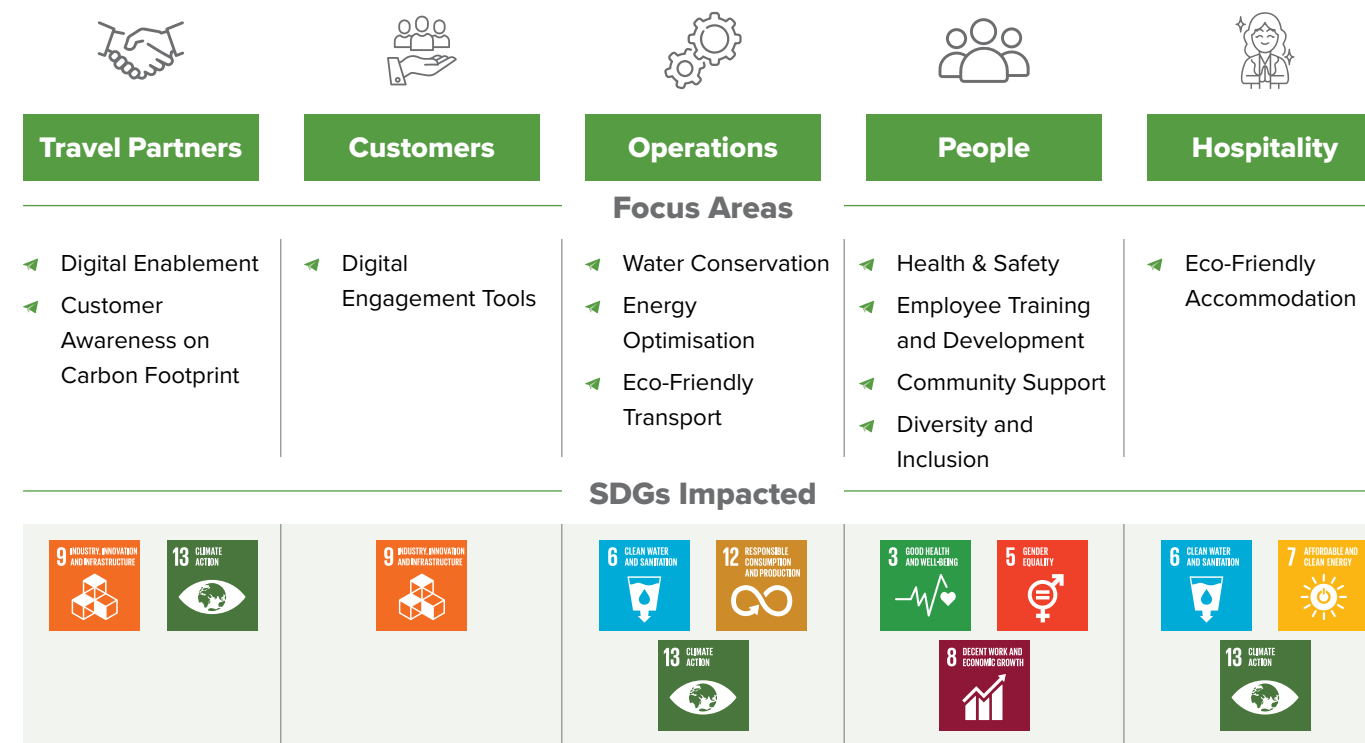 Travel Partners
Customers
Operations
People
Hospitality
Focus Areas
Digital Enablement
Customer
Awareness on
Carbon Footprint
Digital
Engagement Tools
Water Conservation
Energy
Optimisation
Eco-Friendly
Transport
Health & Safety
Employee Training
and Development
Community Support
Diversity and
Inclusion
Eco-Friendly
Accommodation
SDGs Impacted
9 INDUSTRY, INNOVATION
AND INFRASTRUCTURE
13 CLIMATE
ACTION
9 INDUSTRY, INNOVATION
AND INFRASTRUCTURE
6 CLEAN WATER
AND SANITATION
12 RESPONSIBLE
CONSUMPTION
AND PRODUCTION
13 CLIMATE
ACTION
3 GOOD HEALTH
AND WELL-BEING
5 GENDER
EQUALITY
8 DECENT WORK AND
ECONOMIC GROWTH
6 CLEAN WATER
AND SANITATION
7 AFFORDABLE AND
CLEAN ENERGY
13 CLIMATE
ACTION